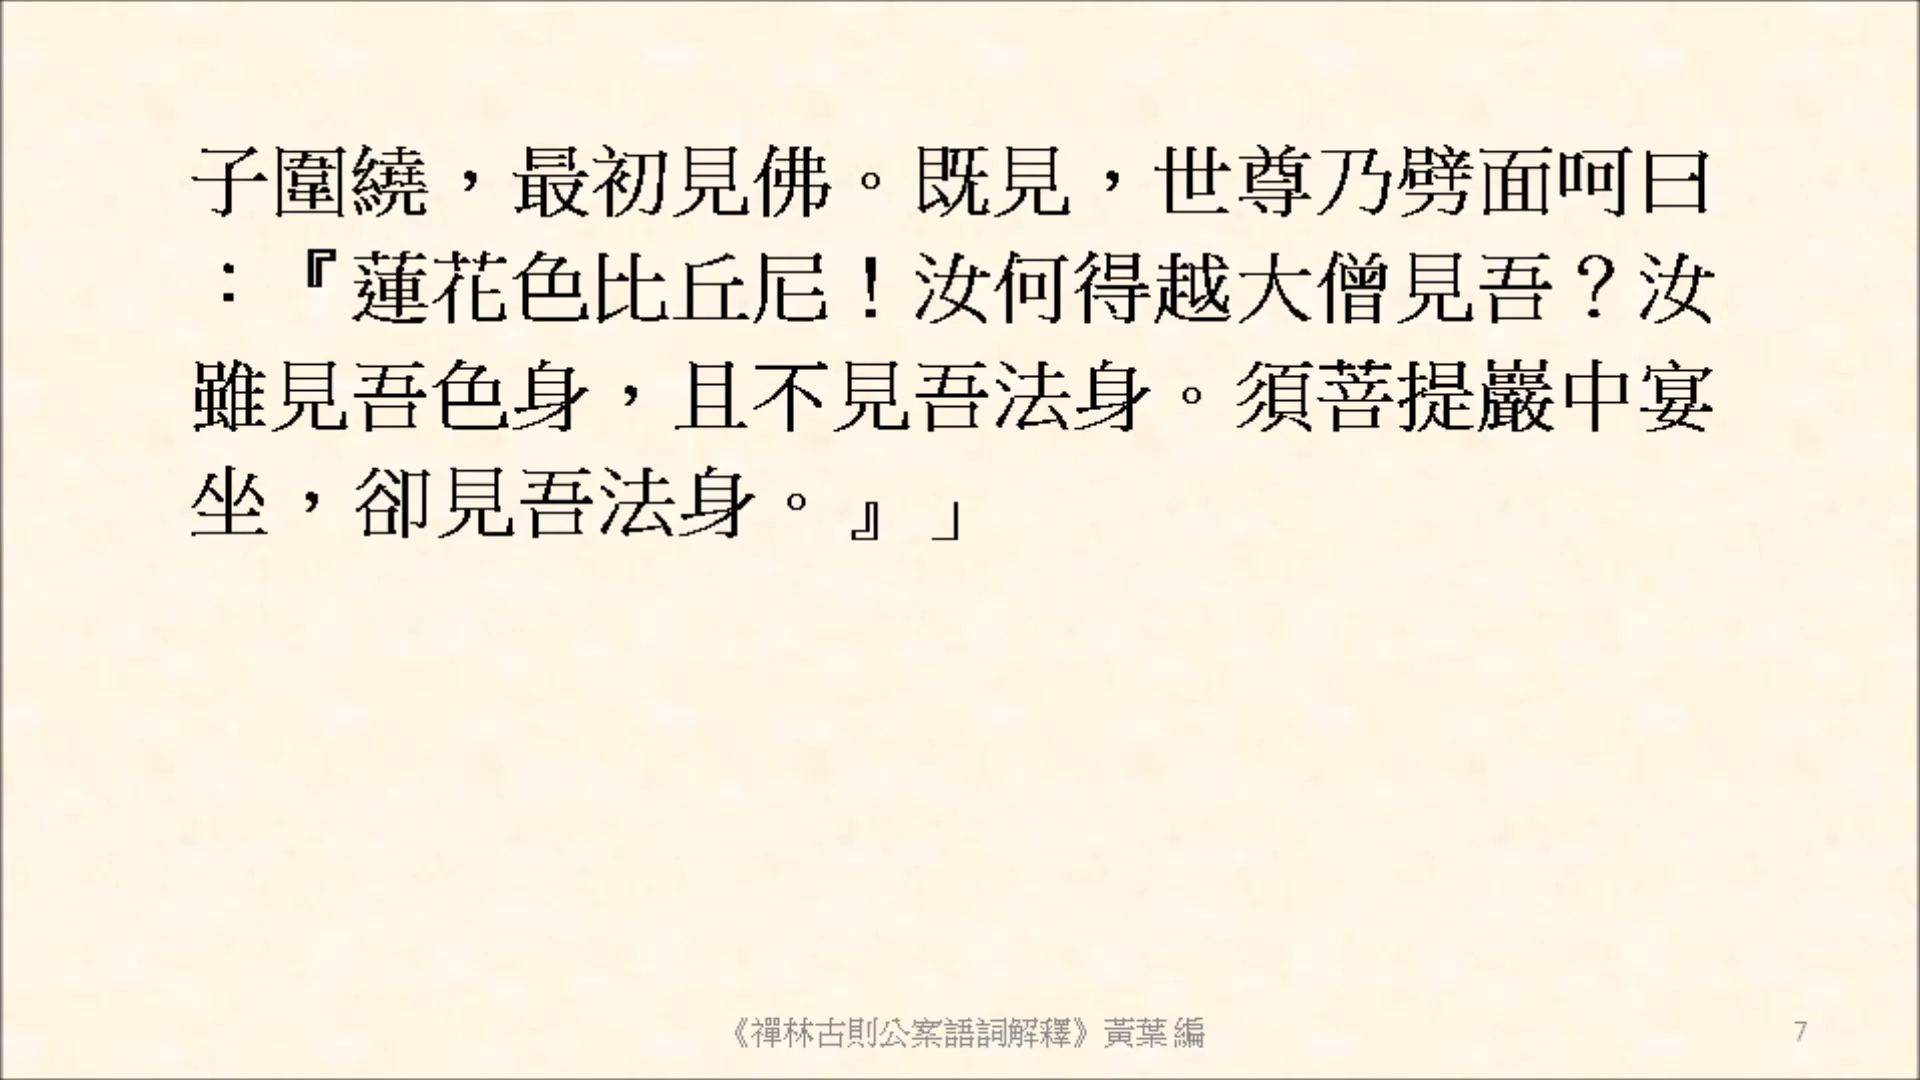 子圍繞，最初見佛。既見，世尊乃劈面呵曰
：『蓮花色比丘尼！汝何得越大僧見吾？汝
雖見吾色身，且不見吾法身。須菩提巖中宴
坐，卻見吾法身。』」
《禪林古則公案語詞解釋》黃葉 編
7